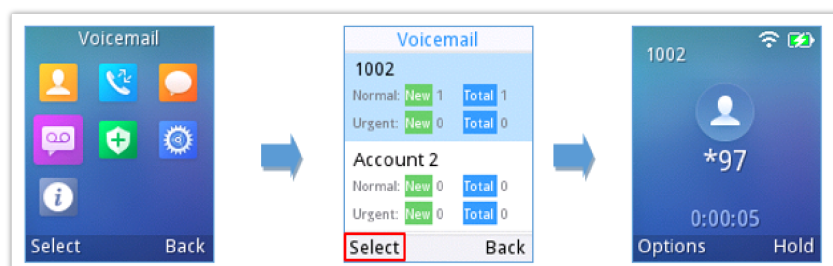 Voicemail
Select Back
Voicemail
1002
Normal: New 1 Total 1
Urgent: New 0 Total 0
Account 2
Normal: New 0 Total 0
Urgent: New 0 Total 0
Select Back
1002
*97
0:00:05
Options Hold